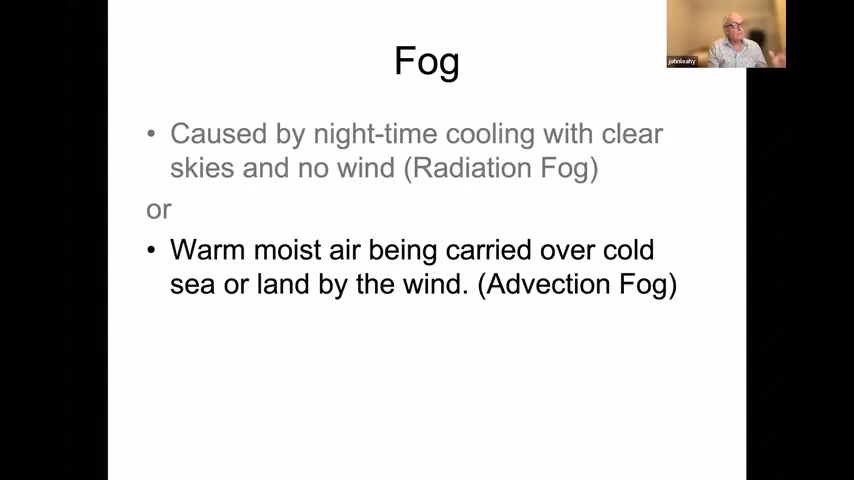 Fog
johnleahy
• Caused by night-time cooling with clear
skies and no wind (Radiation Fog)
or
• Warm moist air being carried over cold
sea or land by the wind. (Advection Fog)